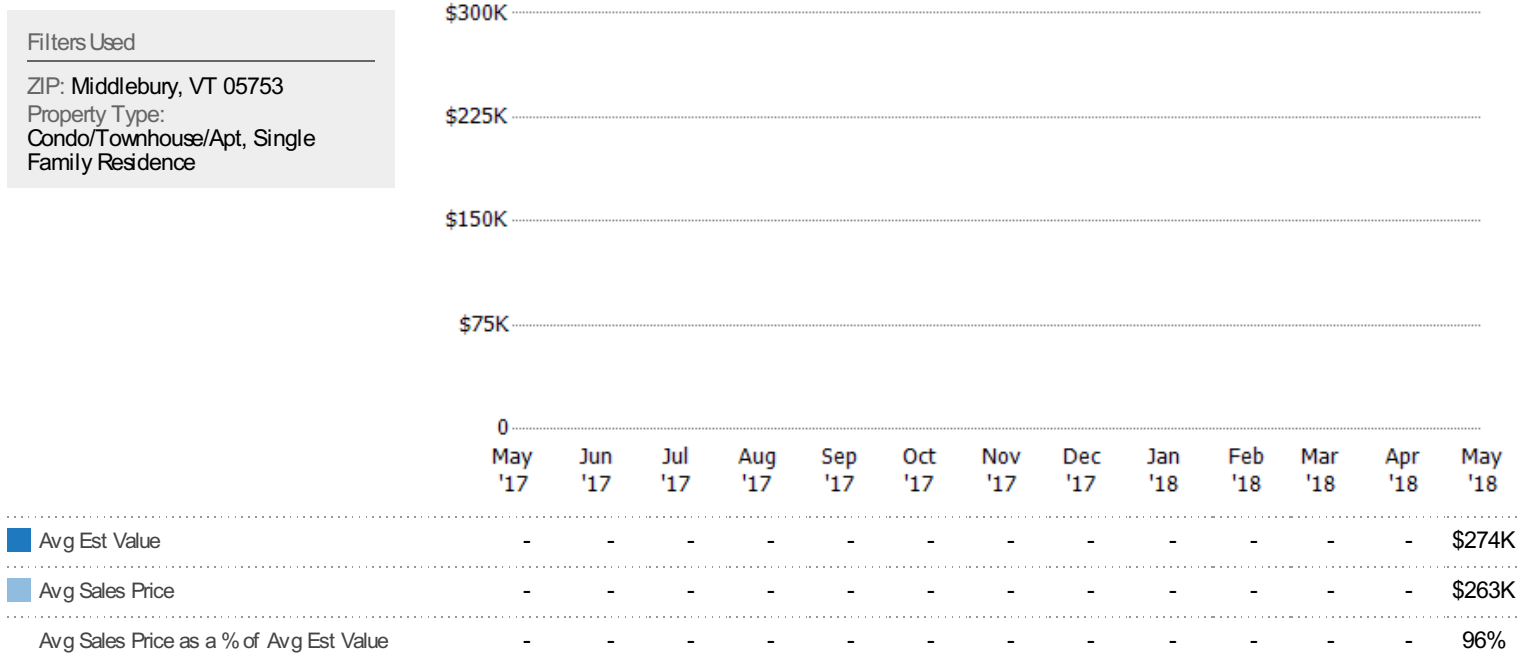 Filters Used
ZIP: Middlebury, VT 05753
Property Type:
Condo/Townhouse/Apt, Single
Family Residence
$300K
$225K
$150K
$75K
0
May Jun Jul Aug Sep Oct Nov Dec Jan Feb Mar Apr May
'17 '17 '17 '17 '17 '17 '17 '17 '18 '18 '18 '18 '18
Avg Est Value - - - - - - - - - - - - $274K
Avg Sales Price - - - - - - - - - - - - $263K
Avg Sales Price as a % of Avg Est Value - - - - - - - - - - - - 96%